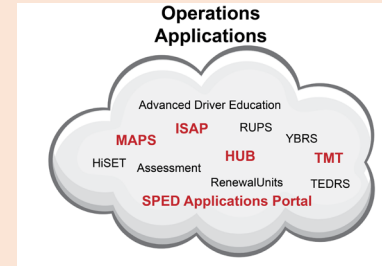 Operations
Applications
Advanced Driver Education
ISAP RUPS
MAPS YBRS
HiSET Assessment HUB TMT
RenewalUnits TEDRS
SPED Applications Portal